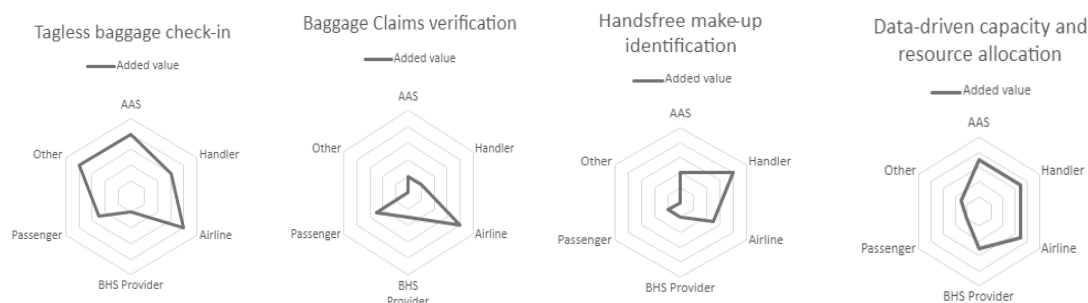 Tagless baggage check-in
Added value
AAS
Other
Handler
Passenger
Airline
BHS Provider
Baggage Claims verification
Added value
AAS
Other
Handler
Passenger
Airline
BHS
Provider
Handsfree make-up
identification
Added value
AAS
Other
Handler
Passenger
Airline
BHS Provider
Data-driven capacity and
resource allocation
Added value
AAS
Other
Handler
Passenger
Airline
BHS Provider